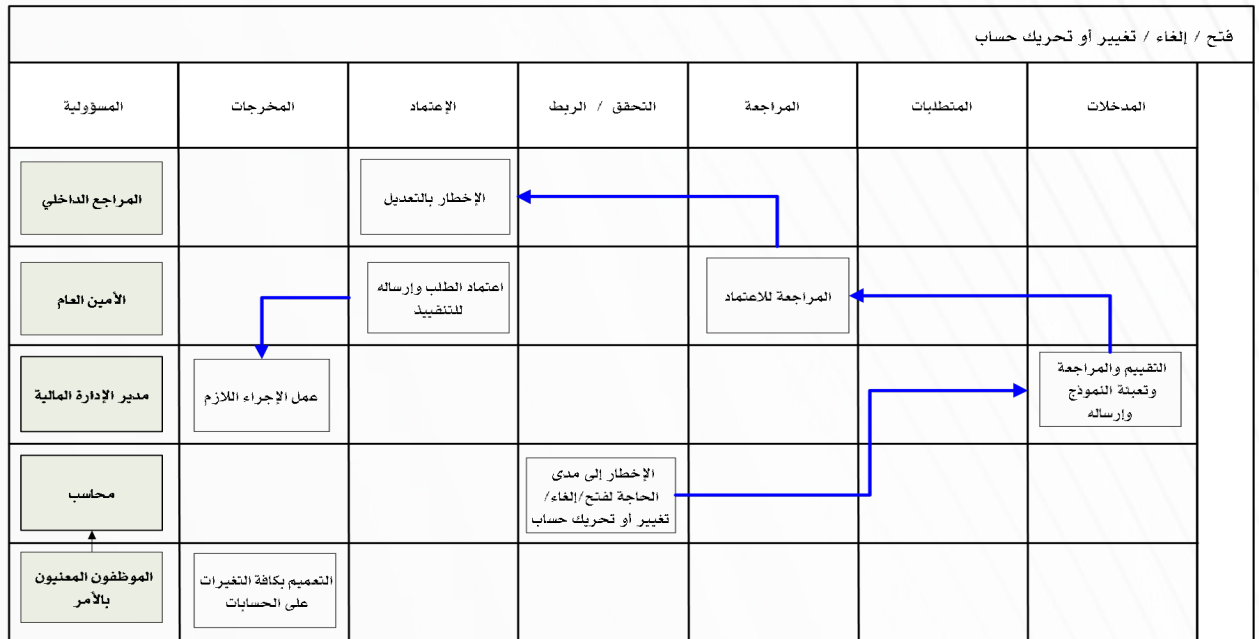 فتح / إلغاء / تغيير أو تحريك حساب
المدخلات
المتطلبات
المراجعة
التحقق / الربط
الإعتماد
المخرجات
المسؤولية
الإخطار بالتعديل
المراجع الداخلي
المراجعة للاعتماد
اعتماد الطلب وإرساله
للتنفييذ
الأمين العام
التقييم والمراجعة
وتعبئة النموذج
وإرساله
عمل الإجراء اللازم
مدير الإدارة المالية
الإخطار إلى مدى
الحاجة لفتح/إلغاء/
تغيير أو تحريك حساب
محاسب
التعميم بكافة التغيرات
على الحسابات
الموظفون المعنيون
بالأمر